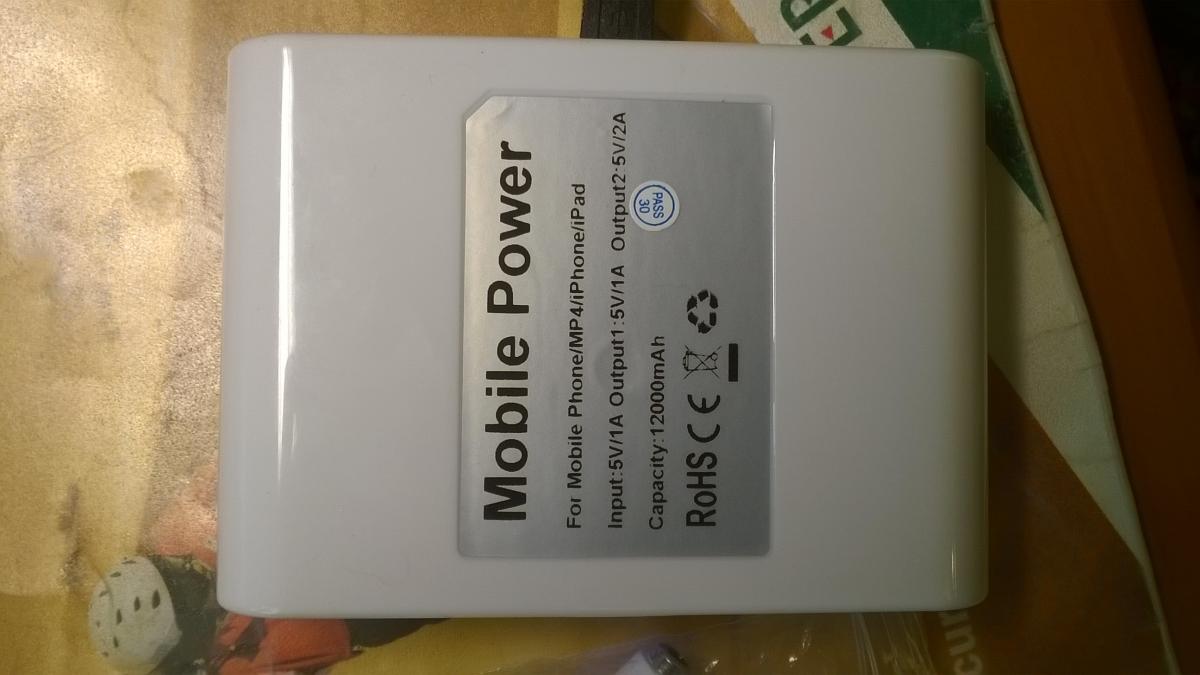 Mobile Power
For Mobile Phone/MP4/iPhone/iPad
Input:5V/1A Output1:5V/1A Output2:5V/2A
Capacity:12000mAh
PASS
30
RoHS CE